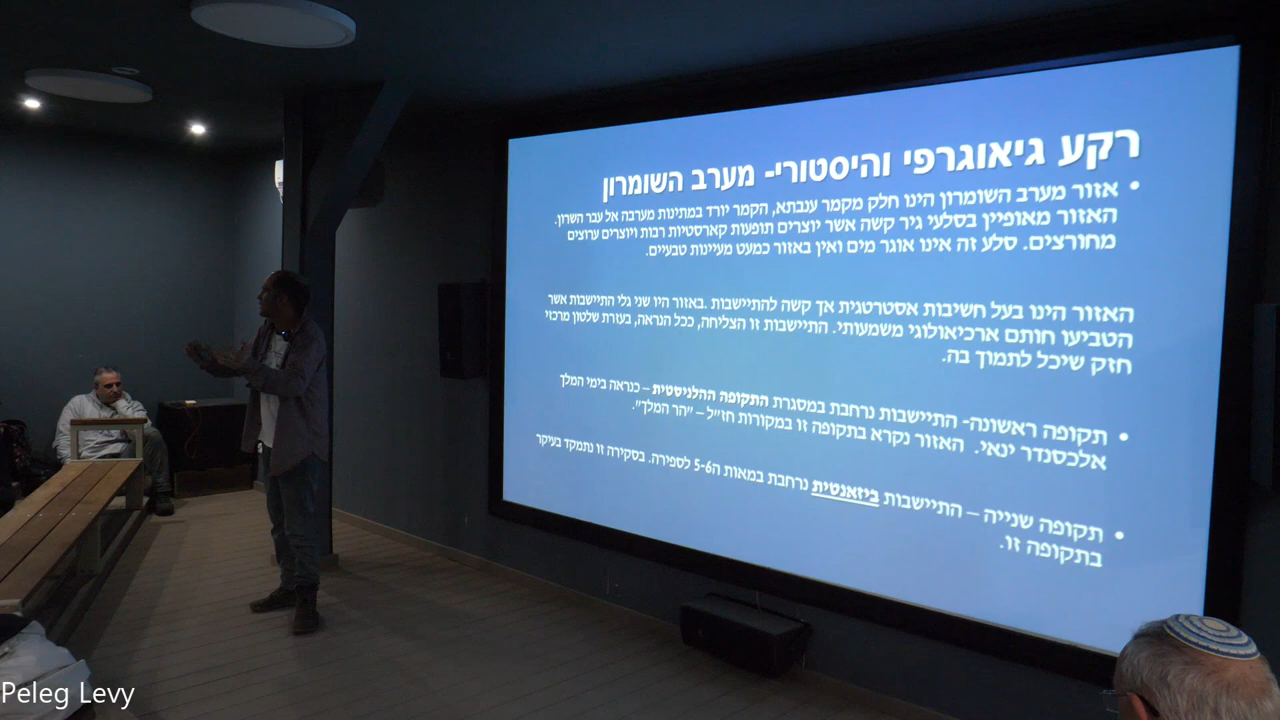 רקע גיאוגרפי והיסטורי- מערב השומרון
• אזור מערב השומרון הינו חלק מקמר ענבתא, הקמר יורד במתינות מערבה אל עבר השרון.
האזור מאופיין בסלעי גיר קשה אשר יוצרים תופעות קארסטיות רבות ויוצרים ערוצים
מחורצים. סלע זה אינו אוגר מים ואין באזור כמעט מעיינות טבעיים.
האזור הינו בעל חשיבות אסטרטגית אך קשה להתיישבות .באזור היו שני גלי התיישבות אשר
הטביעו חותם ארכיאולוגי משמעותי. התיישבות זו הצליחה, ככל הנראה, בעזרת שלטון מרכזי
חזק שיכל לתמוך בה.
• תקופה ראשונה- התיישבות נרחבת במסגרת התקופה ההלניסטית – כנראה בימי המלך
אלכסנדר ינאי. האזור נקרא בתקופה זו במקורות חז״ל – ״הר המלך״.
• תקופה שנייה – התיישבות ביזאנטית נרחבת במאות ה5-6 לספירה. בסקירה זו נתמקד בעיקר
בתקופה זו.
Peleg Levy